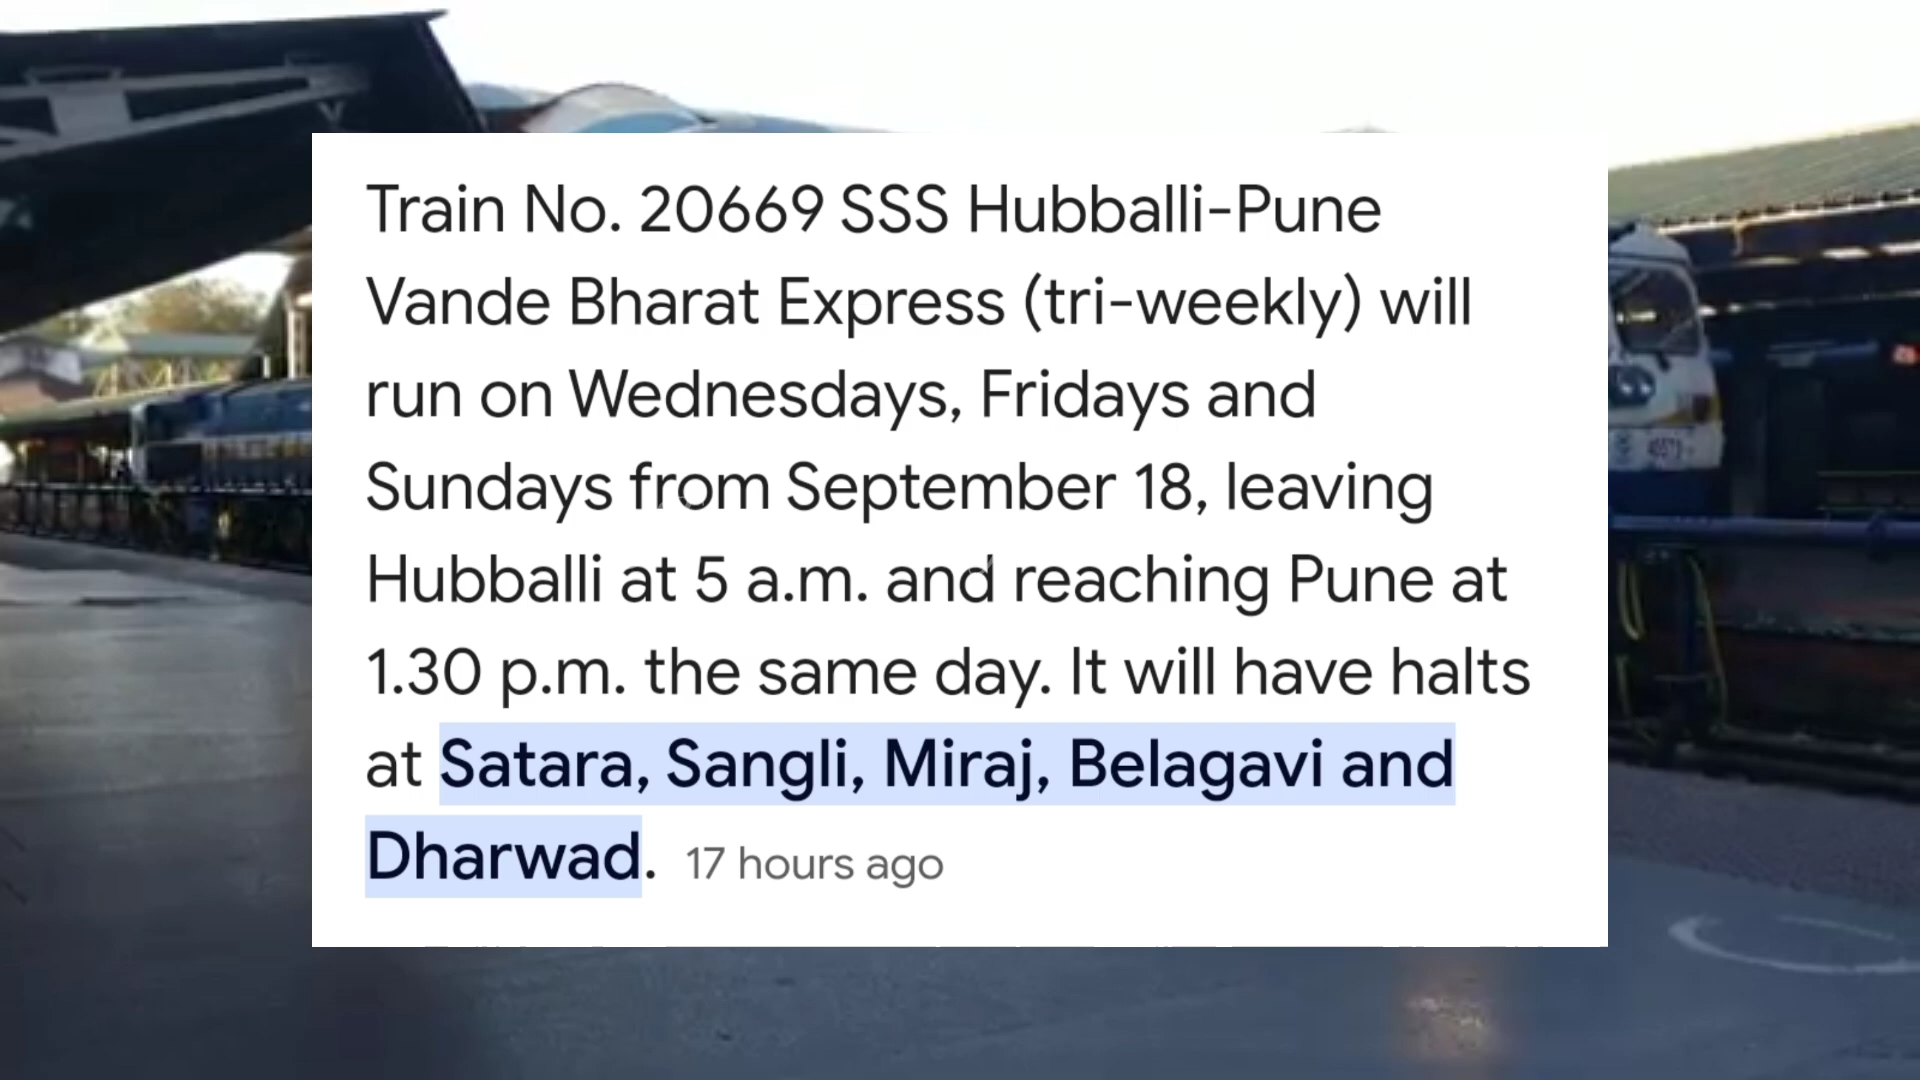 Train No. 20669 SSS Hubballi-Pune
Vande Bharat Express (tri-weekly) will
run on Wednesdays, Fridays and
Sundays from September 18, leaving
Hubballi at 5 a.m. and reaching Pune at
1.30 p.m. the same day. It will have halts
at Satara, Sangli, Miraj, Belagavi and
Dharwad. 17 hours ago